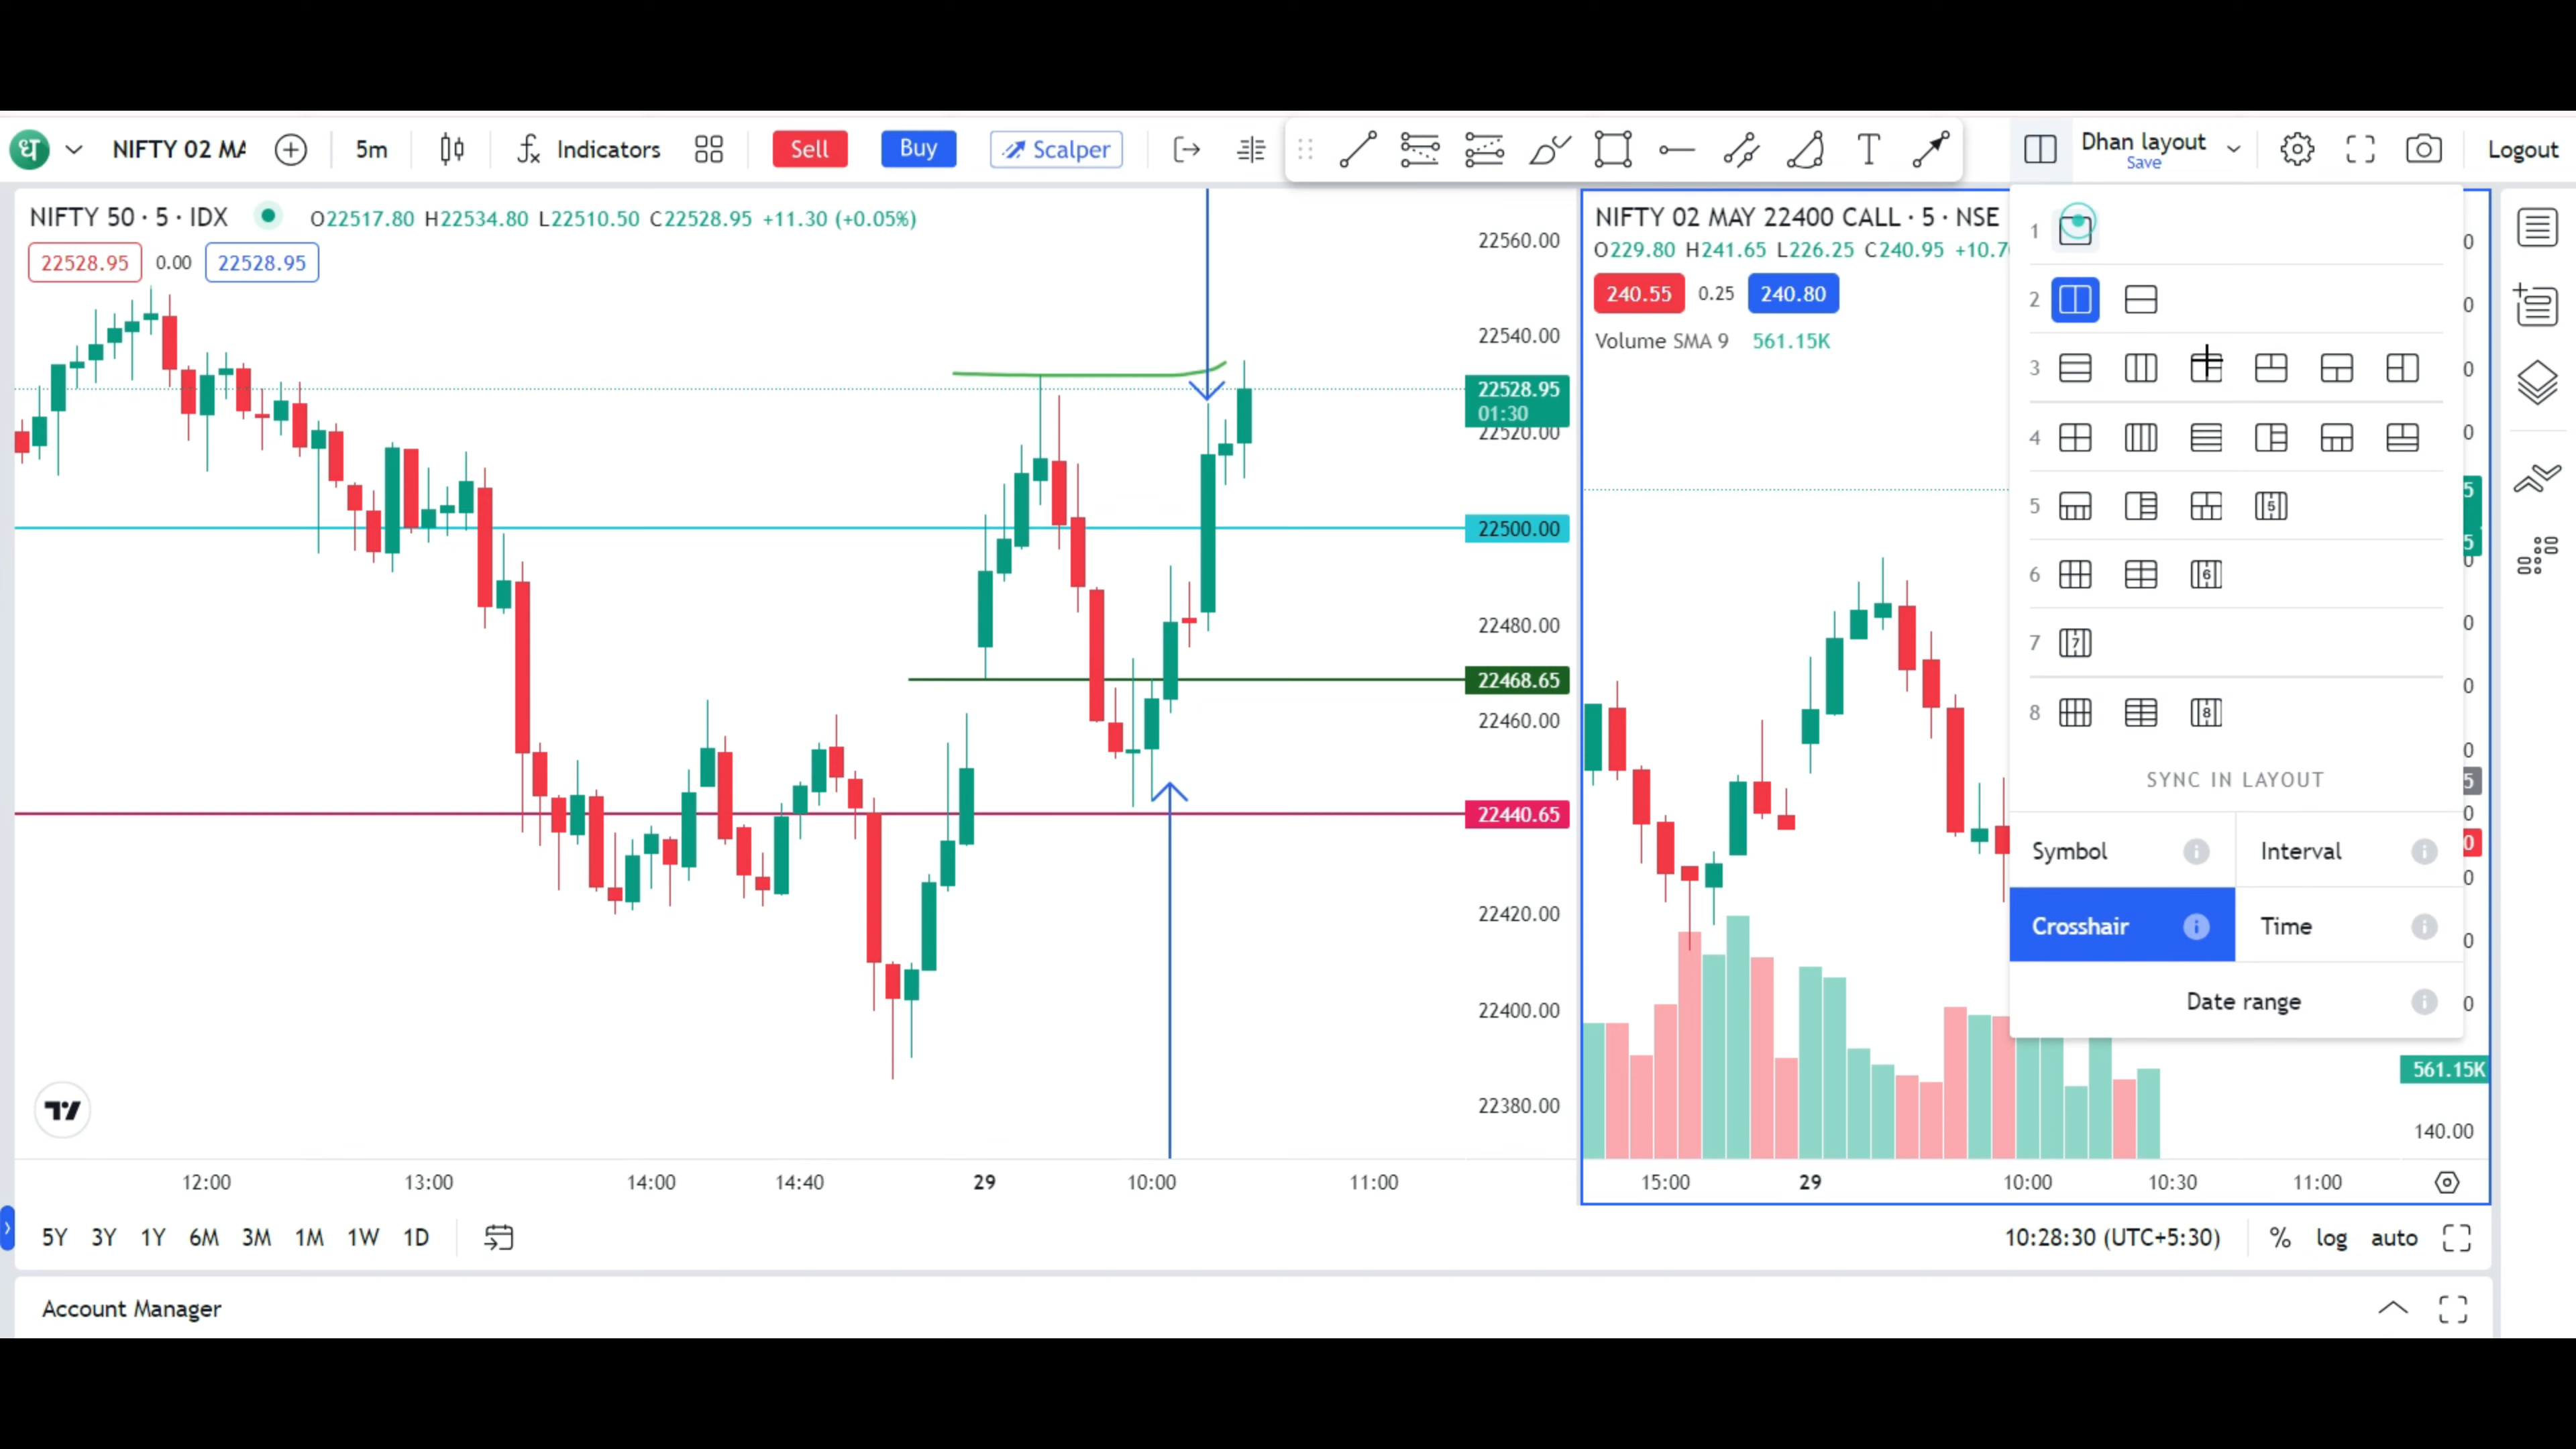 ध NIFTY 02 MA 5m Indicators Sell Buy Scalper T Dhan layout Logout
Save
NIFTY 50 · 5 · IDX O22517.80 H22534.80 L22510.50 C22528.95 +11.30 (+0.05%)
22528.95 0.00 22528.95
22560.00
22540.00
22528.95
01:30
22520.00
22500.00
22480.00
22468.65
22460.00
22440.65
22420.00
22400.00
22380.00
12:00 13:00 14:00 14:40 29 10:00 11:00
NIFTY 02 MAY 22400 CALL · 5 · NSE
O229.80 H241.65 L226.25 C240.95
240.55 0.25 240.80
Volume SMA 9 561.15K
1
2
3
4
5 5
6 6
7 7
8 8
SYNC IN LAYOUT
Symbol Interval
Crosshair Time
Date range
561.15K
140.00
15:00 29 10:00 10:30 11:00
5Y 3Y 1Y 6M 3M 1M 1W 1D
10:28:30 (UTC+5:30) % log auto
Account Manager